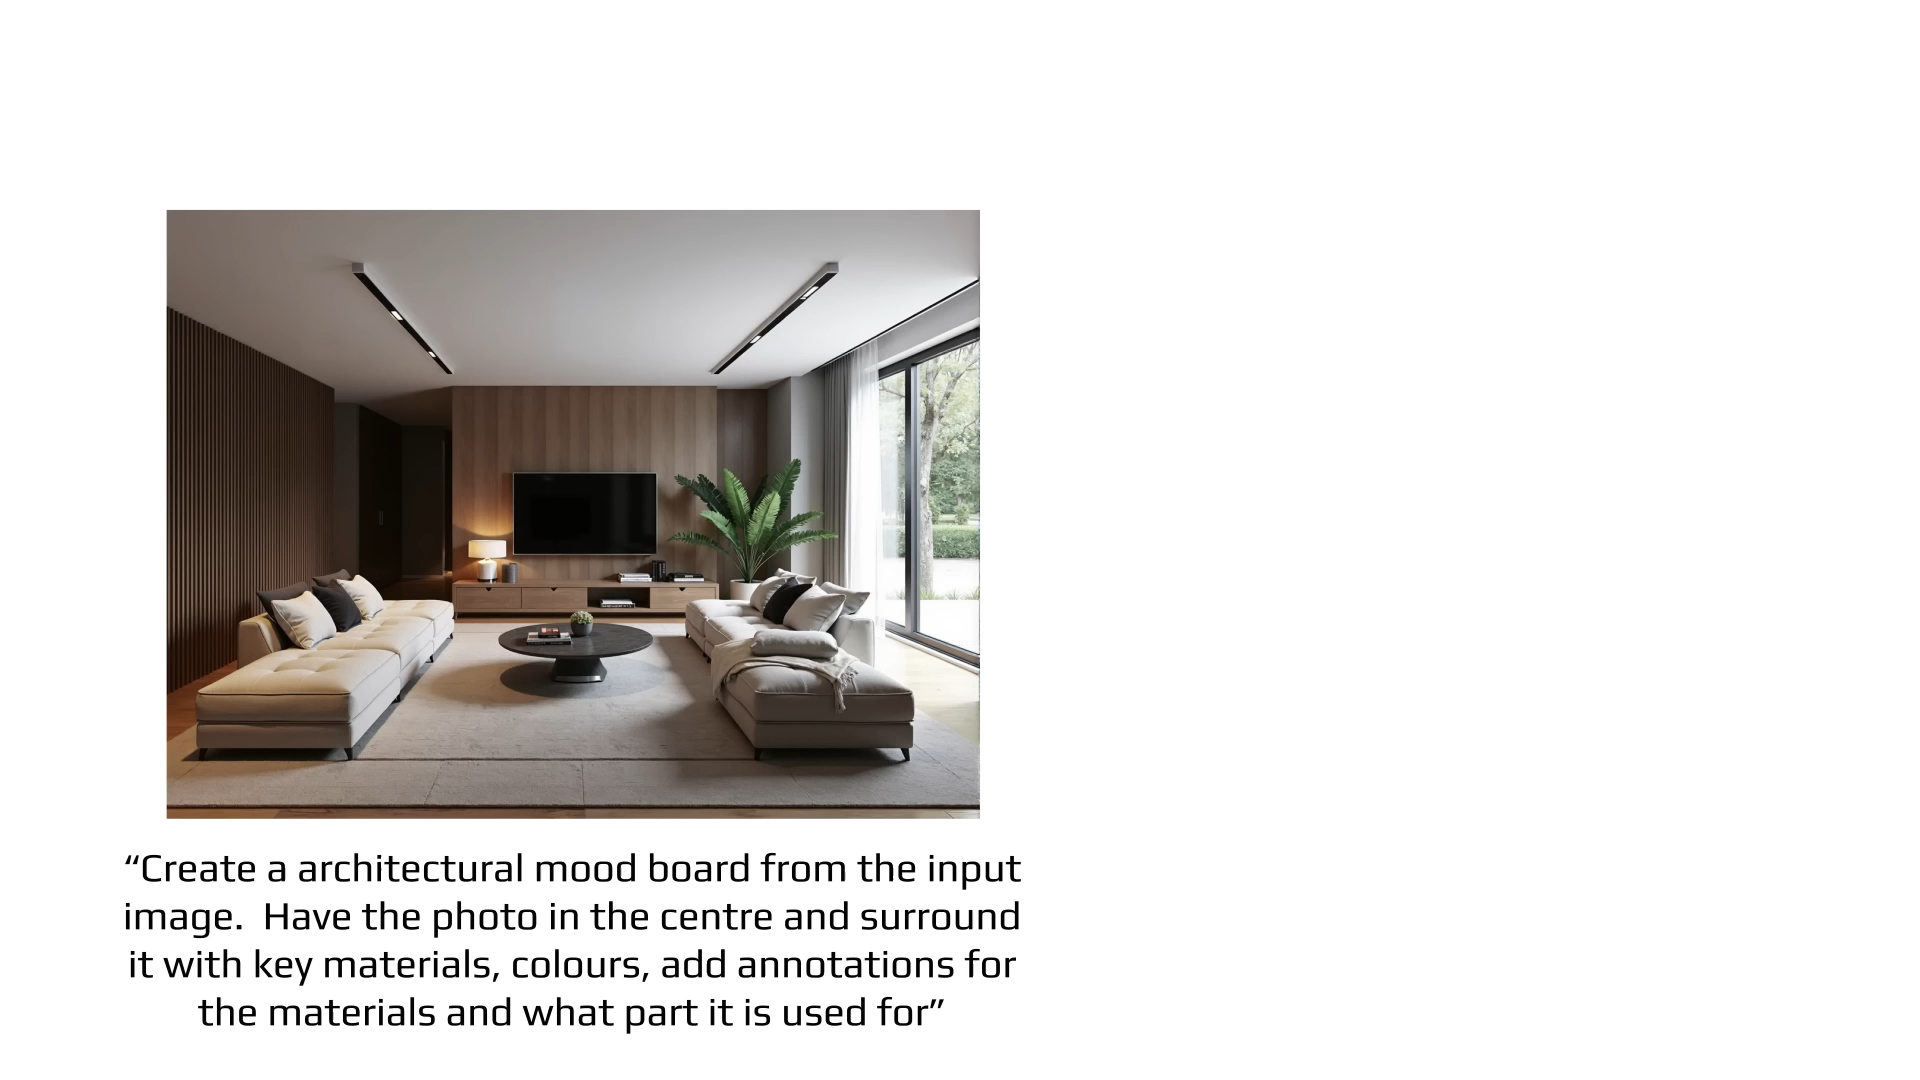 “Create a architectural mood board from the input
image.  Have the photo in the centre and surround
it with key materials, colours, add annotations for
the materials and what part it is used for”